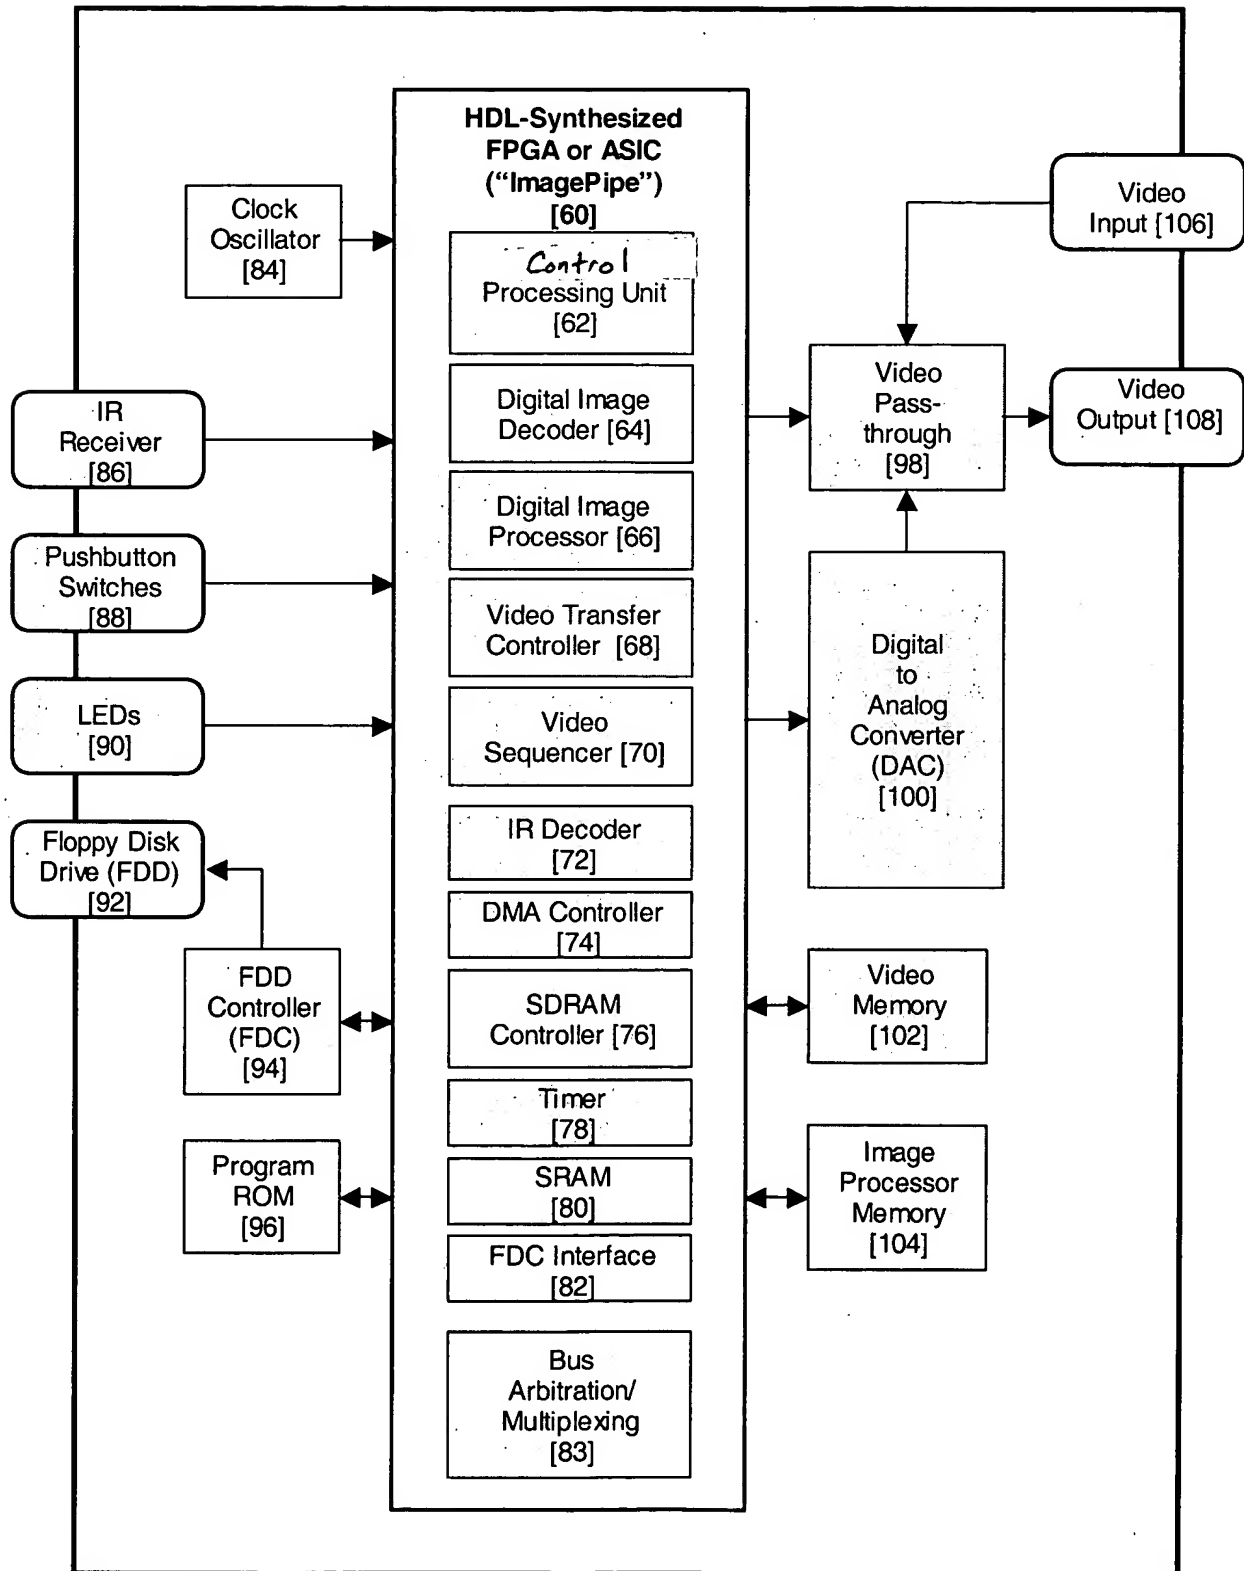 HDL-Synthesized
FPGA or ASIC
(“ImagePipe”)
[60]
Control
Processing Unit
[62]
Digital Image
Decoder [64]
Digital Image
Processor [66]
Video Transfer
Controller [68]
Video
Sequencer [70]
IR Decoder
[72]
DMA Controller
[74]
SDRAM
Controller [76]
Timer
[78]
SRAM
[80]
FDC Interface
[82]
Bus
Arbitration/
Multiplexing
[83]
Clock
Oscillator
[84]
IR
Receiver
[86]
Pushbutton
Switches
[88]
LEDs
[90]
Floppy Disk
Drive (FDD)
[92]
FDD
Controller
(FDC)
[94]
Program
ROM
[96]
Video
Input [106]
Video
Pass-
through
[98]
Video
Output [108]
Digital
to
Analog
Converter
(DAC)
[100]
Video
Memory
[102]
Image
Processor
Memory
[104]